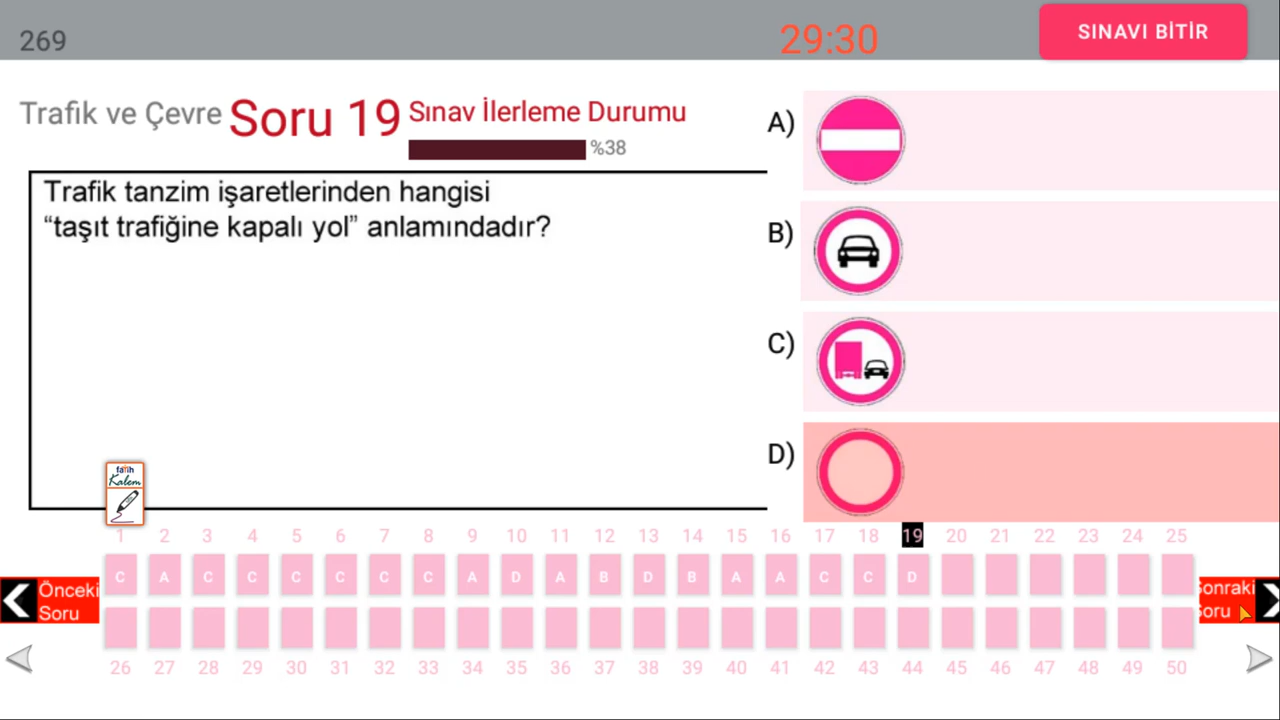 269
29:30
SINAVI BİTİR
Trafik ve Çevre
Soru 19
Sınav İlerleme Durumu
%38
Trafik tanzim işaretlerinden hangisi
“taşıt trafiğine kapalı yol” anlamındadır?
A)
B)
C)
D)
fatih
Kalem
1 2 3 4 5 6 7 8 9 10 11 12 13 14 15 16 17 18 19 20 21 22 23 24 25
C A C C C C C C A D A B D B A A C C D
Önceki
Soru
Sonraki
Soru
26 27 28 29 30 31 32 33 34 35 36 37 38 39 40 41 42 43 44 45 46 47 48 49 50